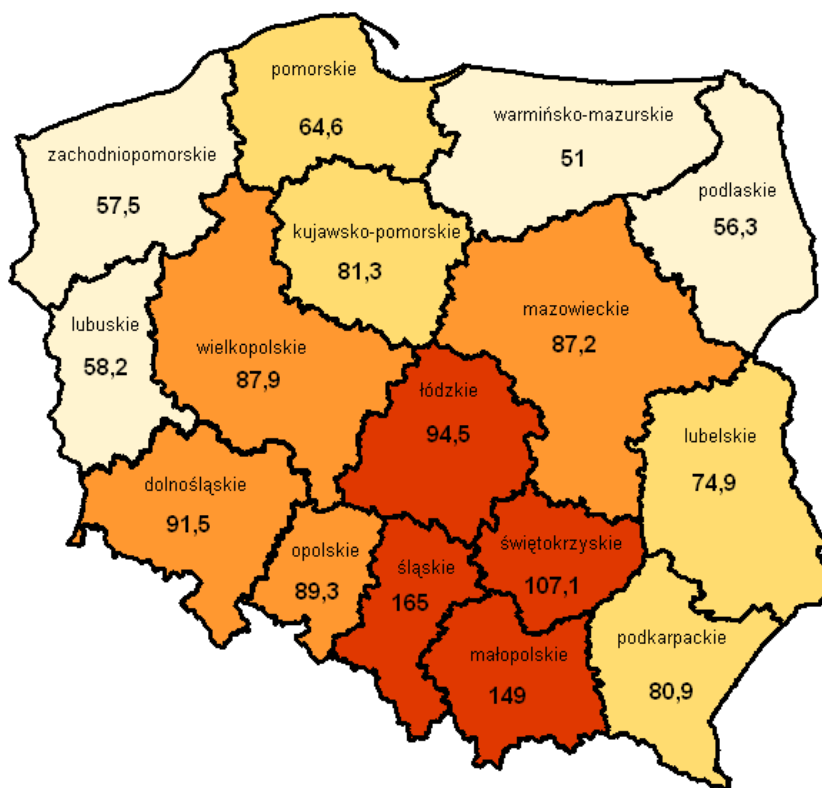 pomorskie
64,6
warmińsko-mazurskie
51
zachodniopomorskie
57,5
podlaskie
56,3
kujawsko-pomorskie
81,3
mazowieckie
87,2
lubuskie
58,2
wielkopolskie
87,9
łódzkie
94,5
lubelskie
74,9
dolnośląskie
91,5
opolskie
89,3
śląskie
165
świętokrzyskie
107,1
małopolskie
149
podkarpackie
80,9